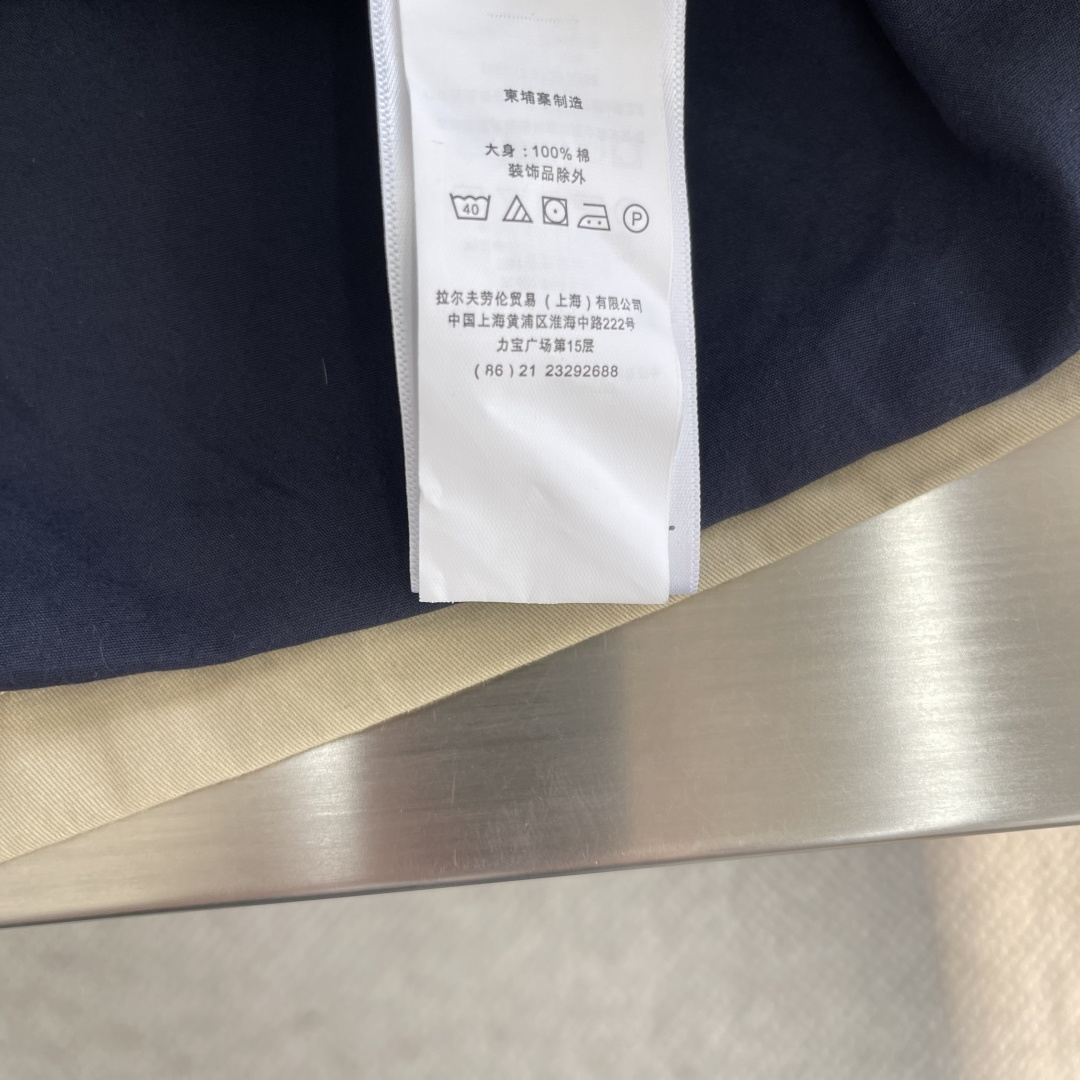 柬埔寨制造
大身:100% 棉
装饰品除外
40
P
拉尔夫劳伦贸易(上海)有限公司
中国上海黄浦区淮海中路222号
力宝广场第15层
(86)21 23292688